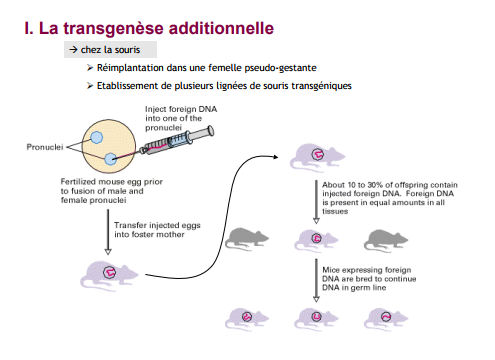 I. La transgenèse additionnelle
→ chez la souris
➢ Réimplantation dans une femelle pseudo-gestante
➢ Etablissement de plusieurs lignées de souris transgéniques
Inject foreign DNA
into one of the
pronuclei
Pronuclei
Fertilized mouse egg prior
to fusion of male and
female pronuclei
Transfer injected eggs
into foster mother
About 10 to 30% of offspring contain
injected foreign DNA. Foreign DNA
is present in equal amounts in all
tissues
Mice expressing foreign
DNA are bred to continue
DNA in germ line